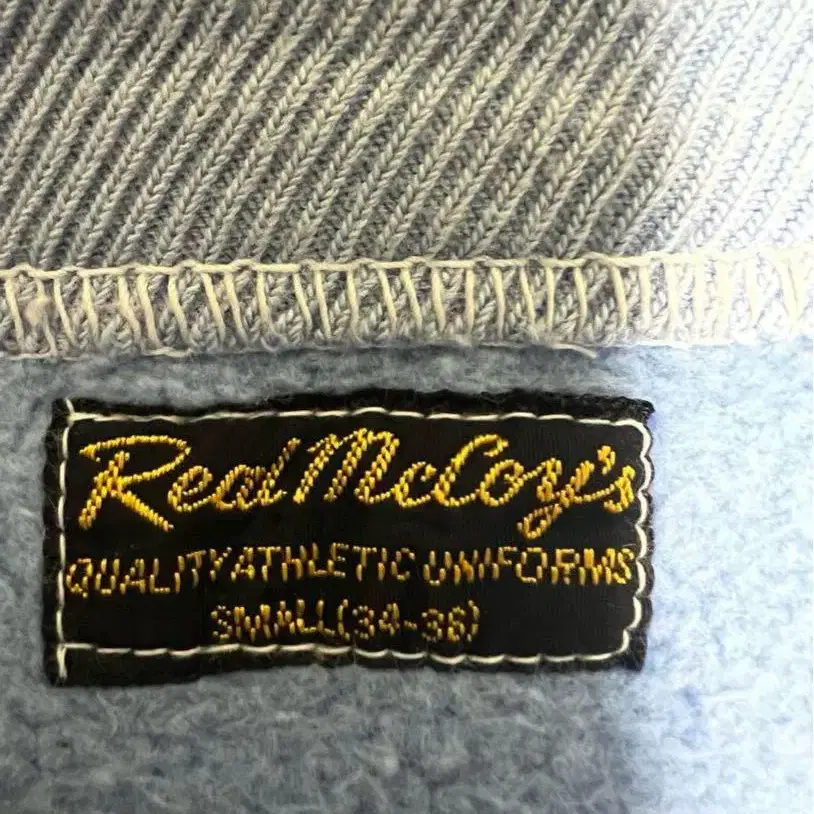 Real McCoy's
QUALITY ATHLETIC UNIFORMS
SMALL(34-36)